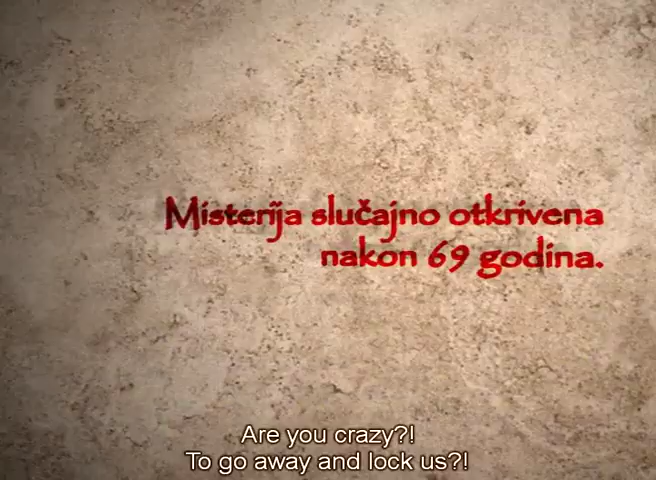 Misterija slučajno otkrivena
nakon 69 godina.
Are you crazy?!
To go away and lock us?!